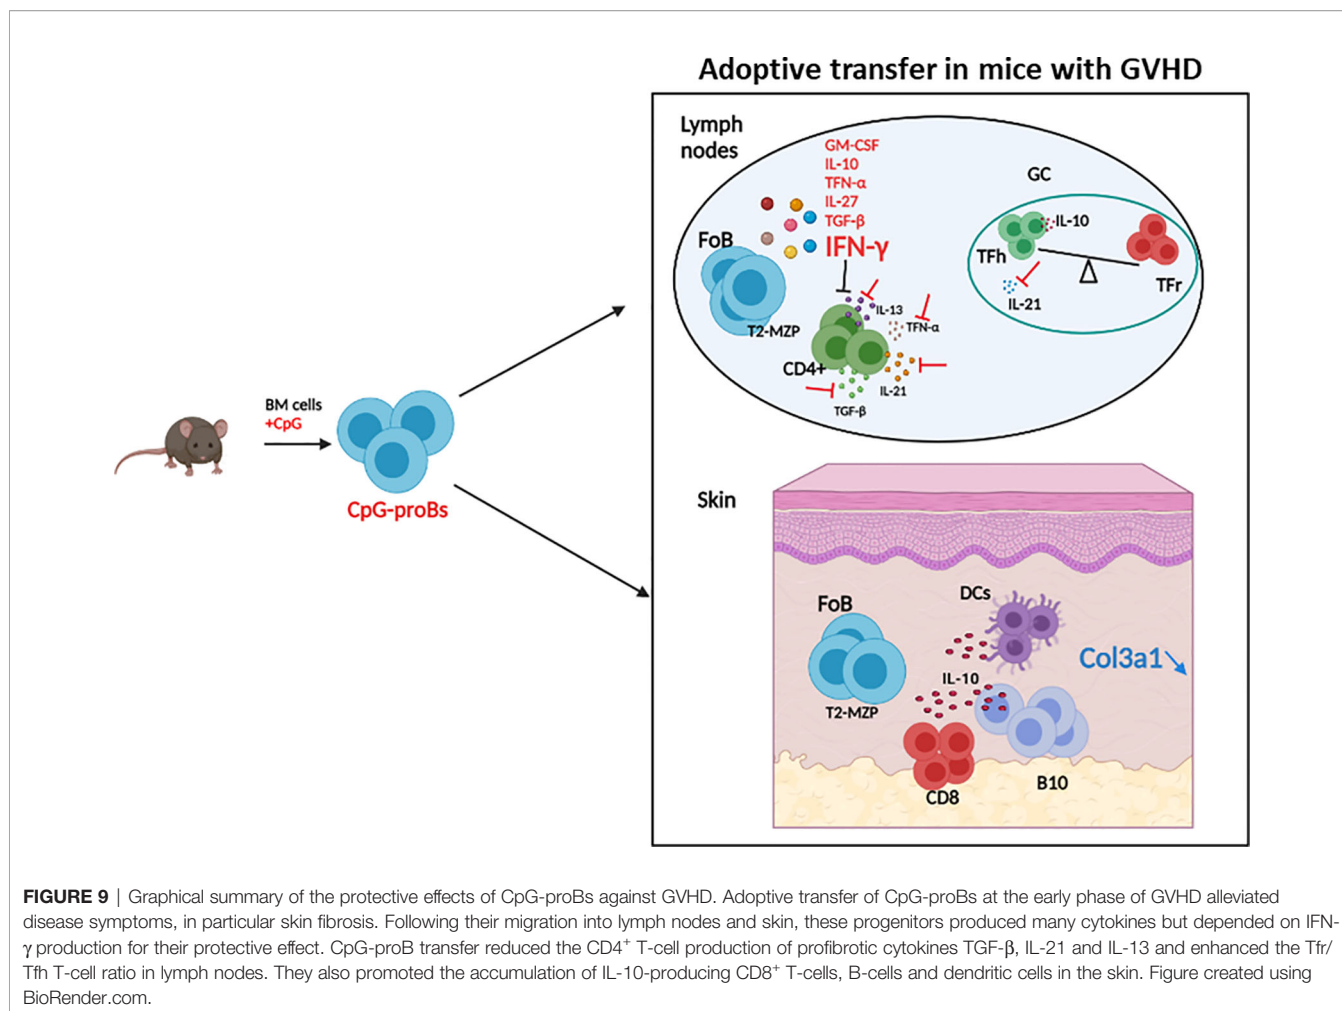 Adoptive transfer in mice with GVHD
Lymph
nodes
GM-CSF
IL-10
TFN-α
IL-27
TGF-β
IFN-γ
FoB
T2-MZP
IL-13
TFN-α
CD4+
IL-21
TGF-β
GC
IL-10
TFh
TFr
IL-21
BM cells
+CpG
CpG-proBs
Skin
FoB
T2-MZP
DCs
IL-10
Col3a1
CD8
B10
FIGURE 9 | Graphical summary of the protective effects of CpG-proBs against GVHD. Adoptive transfer of CpG-proBs at the early phase of GVHD alleviated
disease symptoms, in particular skin fibrosis. Following their migration into lymph nodes and skin, these progenitors produced many cytokines but depended on IFN-
γ production for their protective effect. CpG-proB transfer reduced the CD4+ T-cell production of profibrotic cytokines TGF-β, IL-21 and IL-13 and enhanced the Tfr/
Tfh T-cell ratio in lymph nodes. They also promoted the accumulation of IL-10-producing CD8+ T-cells, B-cells and dendritic cells in the skin. Figure created using
BioRender.com.